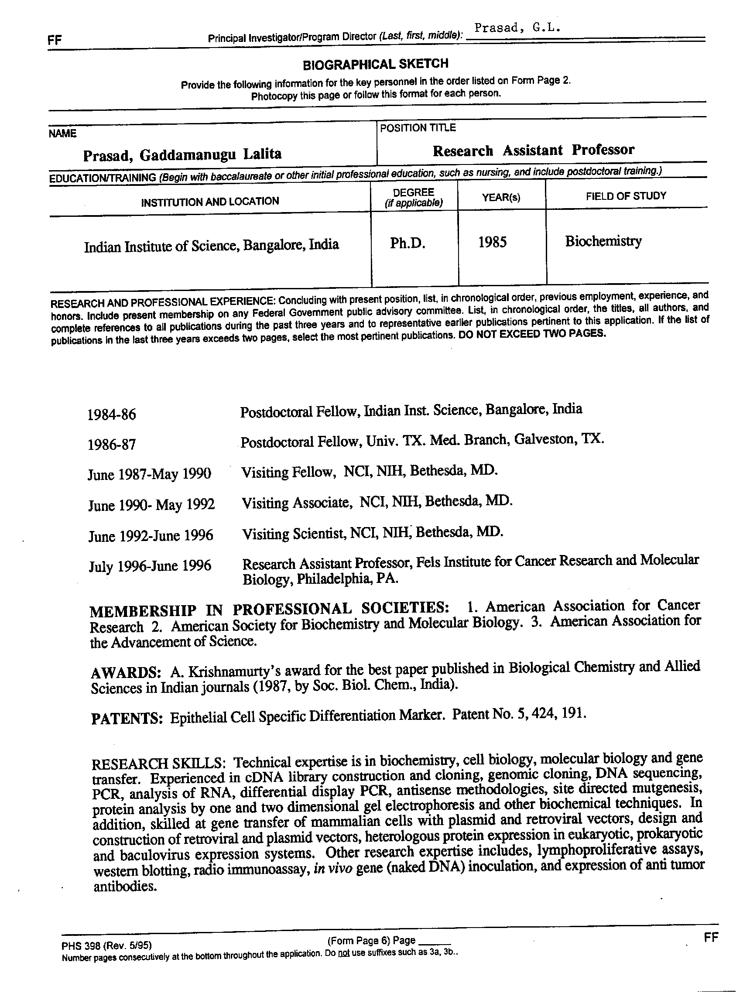 FF
Principal Investigator/Program Director (Last, first, middle): Prasad, G.L.
BIOGRAPHICAL SKETCH
Provide the following information for the key personnel in the order listed on Form Page 2.
Photocopy this page or follow this format for each person.
NAME
POSITION TITLE
Prasad, Gaddamanugu Lalita
Research Assistant Professor
EDUCATION/TRAINING (Begin with baccalaureate or other initial professional education, such as nursing, and include postdoctoral training.)
INSTITUTION AND LOCATION
DEGREE
(if applicable)
YEAR(s)
FIELD OF STUDY
Indian Institute of Science, Bangalore, India
Ph.D.
1985
Biochemistry
RESEARCH AND PROFESSIONAL EXPERIENCE: Concluding with present position, list, in chronological order, previous employment, experience, and
honors. Include present membership on any Federal Government public advisory committee. List, in chronological order, the titles, all authors, and
complete references to all publications during the past three years and to representative earlier publications pertinent to this application. If the list of
publications in the last three years exceeds two pages, select the most pertinent publications. DO NOT EXCEED TWO PAGES.
1984-86 Postdoctoral Fellow, Indian Inst. Science, Bangalore, India
1986-87 Postdoctoral Fellow, Univ. TX. Med. Branch, Galveston, TX.
June 1987-May 1990 Visiting Fellow, NCI, NIH, Bethesda, MD.
June 1990- May 1992 Visiting Associate, NCI, NIH, Bethesda, MD.
June 1992-June 1996 Visiting Scientist, NCI, NIH, Bethesda, MD.
July 1996-June 1996 Research Assistant Professor, Fels Institute for Cancer Research and Molecular
Biology, Philadelphia, PA.
MEMBERSHIP IN PROFESSIONAL SOCIETIES: 1. American Association for Cancer
Research 2. American Society for Biochemistry and Molecular Biology. 3. American Association for
the Advancement of Science.
AWARDS: A. Krishnamurty's award for the best paper published in Biological Chemistry and Allied
Sciences in Indian journals (1987, by Soc. Biol. Chem., India).
PATENTS: Epithelial Cell Specific Differentiation Marker. Patent No. 5, 424, 191.
RESEARCH SKILLS: Technical expertise is in biochemistry, cell biology, molecular biology and gene
transfer. Experienced in cDNA library construction and cloning, genomic cloning, DNA sequencing,
PCR, analysis of RNA, differential display PCR, antisense methodologies, site directed mutgenesis,
protein analysis by one and two dimensional gel electrophoresis and other biochemical techniques. In
addition, skilled at gene transfer of mammalian cells with plasmid and retroviral vectors, design and
construction of retroviral and plasmid vectors, heterologous protein expression in eukaryotic, prokaryotic
and baculovirus expression systems. Other research expertise includes, lymphoproliferative assays,
western blotting, radio immunoassay, in vivo gene (naked DNA) inoculation, and expression of anti tumor
antibodies.
PHS 398 (Rev. 5/95) (Form Page 6) Page _____ FF
Number pages consecutively at the bottom throughout the application. Do not use suffixes such as 3a, 3b..